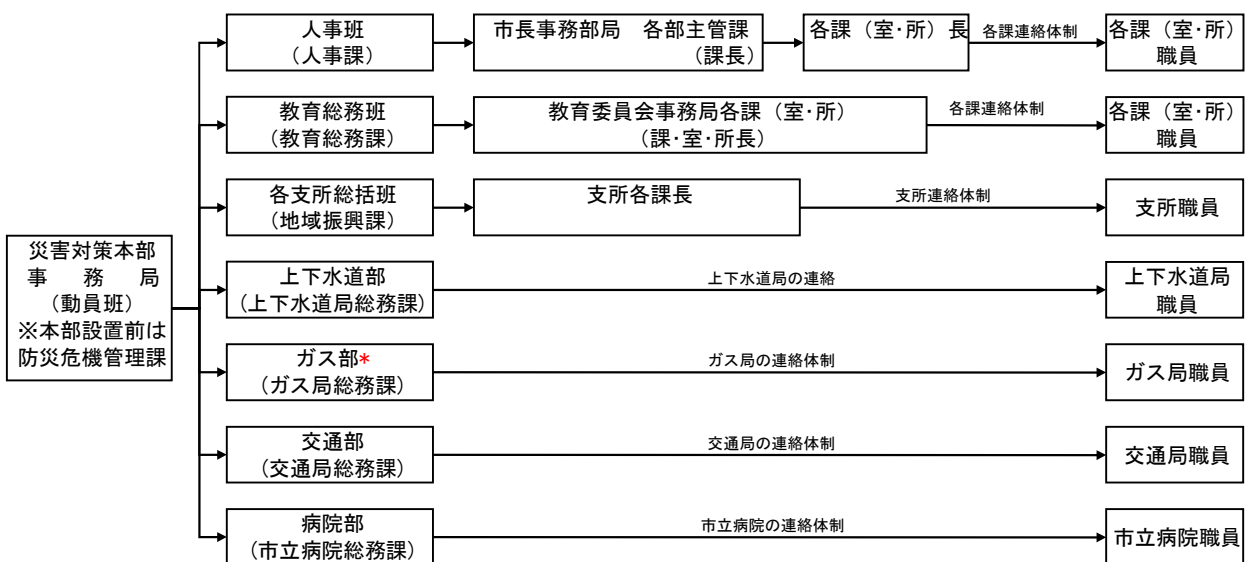 人事班
（人事課）
市長事務部局　各部主管課
（課長）
各課（室・所）長
各課連絡体制
各課（室・所）
職員
教育総務班
（教育総務課）
教育委員会事務局各課（室・所）
（課・室・所長）
各課連絡体制
各課（室・所）
職員
各支所総括班
（地域振興課）
支所各課長
支所連絡体制
支所職員
災害対策本部
事　務　局
（動員班）
※本部設置前は
防災危機管理課
上下水道部
（上下水道局総務課）
上下水道局の連絡
上下水道局
職員
ガス部*
（ガス局総務課）
ガス局の連絡体制
ガス局職員
交通部
（交通局総務課）
交通局の連絡体制
交通局職員
病院部
（市立病院総務課）
市立病院の連絡体制
市立病院職員